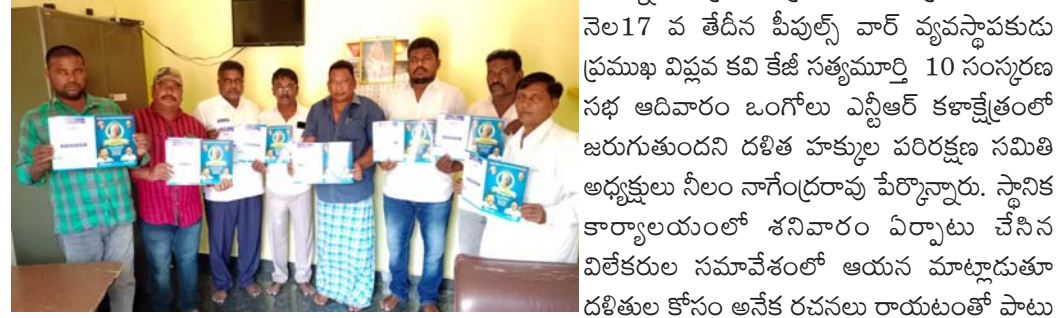 నెల17 వ తేదీన పీపుల్స్ వార్ వ్యవస్థాపకుడు
ప్రముఖ విప్లవ కవి కేజీ సత్యమూర్తి 10 సంస్మరణ
సభ ఆదివారం ఒంగోలు ఎన్టీఆర్ కళాక్షేత్రంలో
జరుగుతుందని దళిత హక్కుల పరిరక్షణ సమితి
అధ్యక్షులు నీలం నాగేంద్రరావు పేర్కొన్నారు. స్థానిక
కార్యాలయంలో శనివారం ఏర్పాటు చేసిన
విలేకరుల సమావేశంలో ఆయన మాట్లాడుతూ
దళితుల కోసం అనేక రచనలు రాయటంతో పాటు